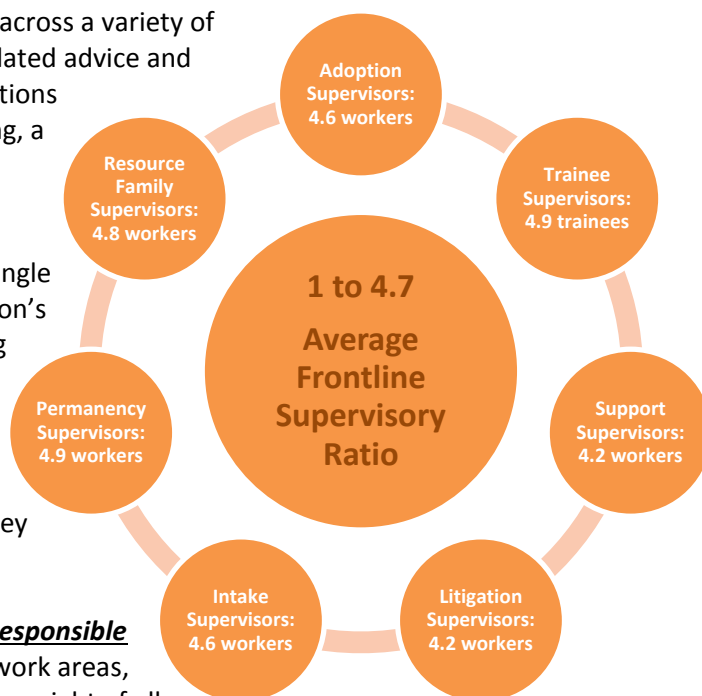 across a variety of
lated advice and
tions
g, a
ngle
on's
g
ey
esponsible
work areas,
Adoption
Supervisors:
4.6 workers
Trainee
Supervisors:
4.9 trainees
Support
Supervisors:
4.2 workers
Litigation
Supervisors:
4.2 workers
Intake
Supervisors:
4.6 workers
Permanency
Supervisors:
4.9 workers
Resource
Family
Supervisors:
4.8 workers
1 to 4.7
Average
Frontline
Supervisory
Ratio